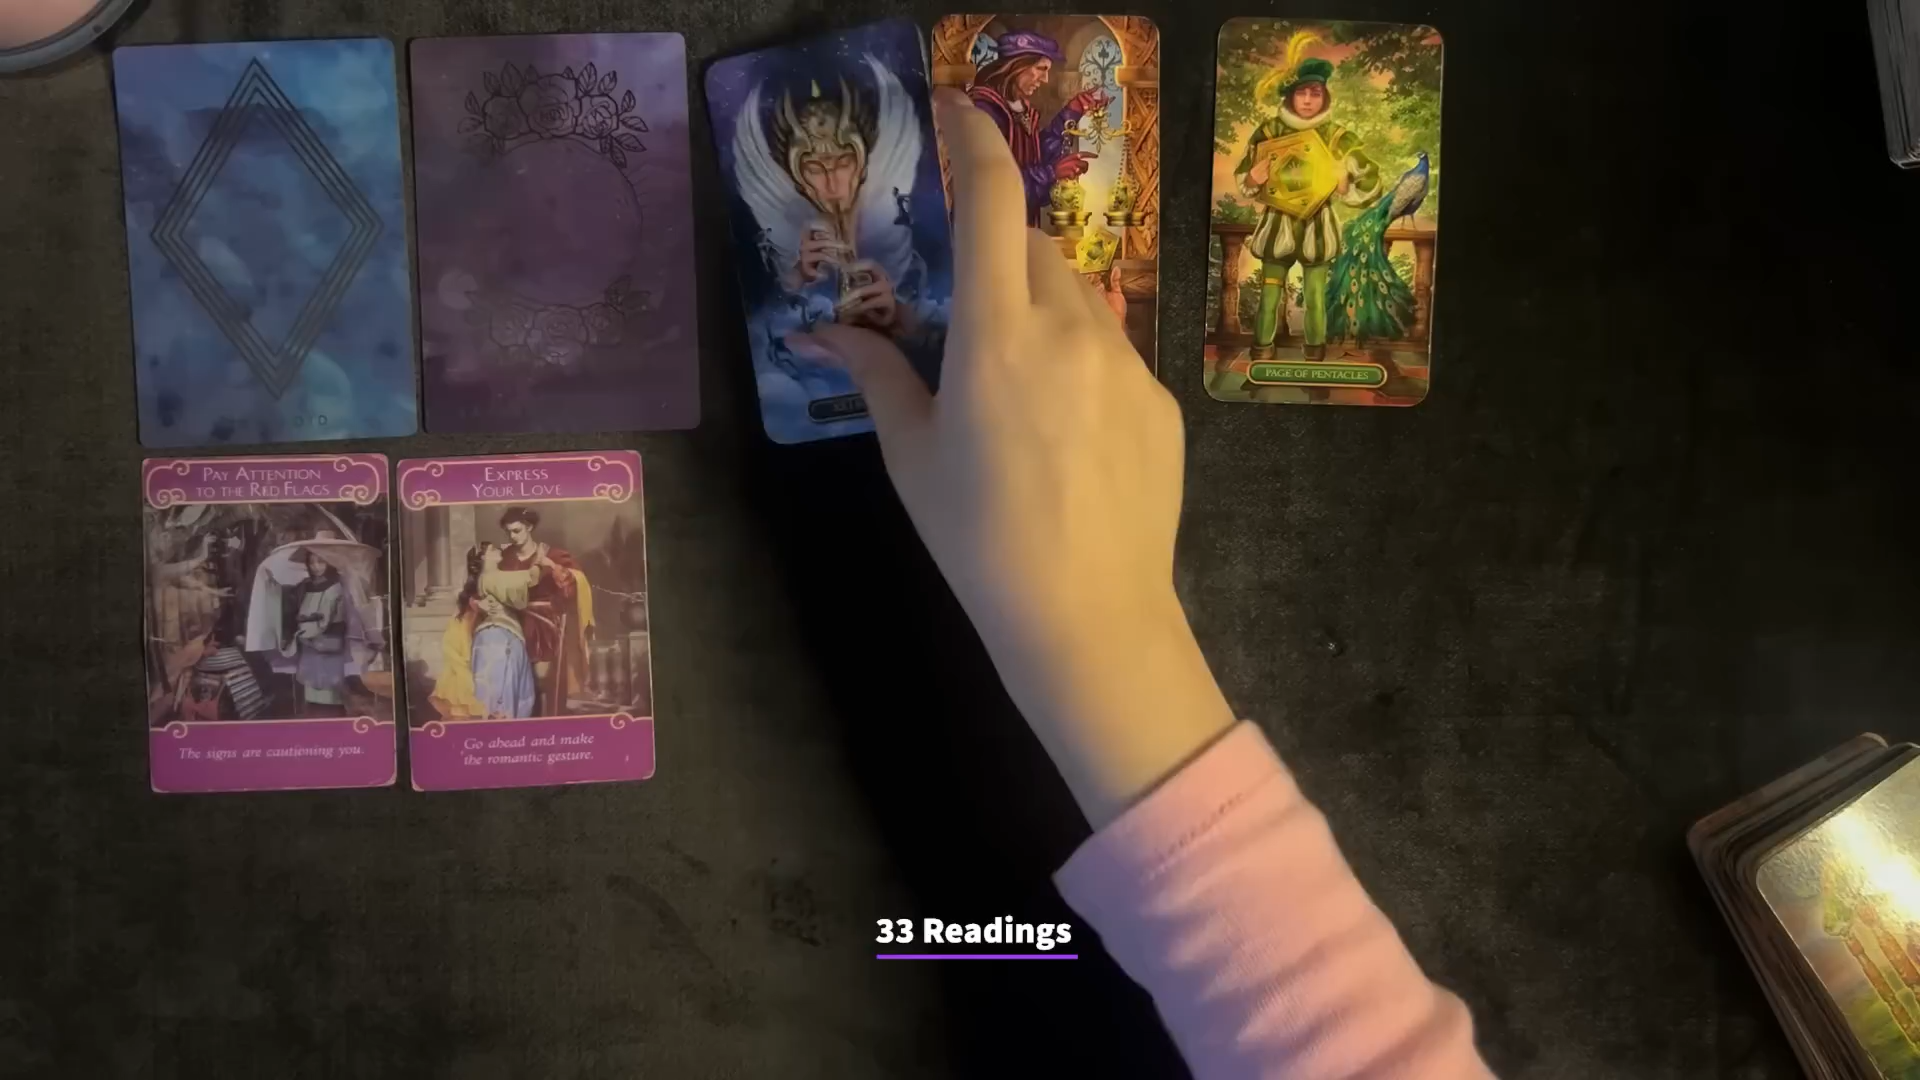 PAGE OF PENTACLES
PAY ATTENTION
TO THE RED FLAGS
The signs are cautioning you.
EXPRESS
YOUR LOVE
Go ahead and make
the romantic gesture.
33 Readings